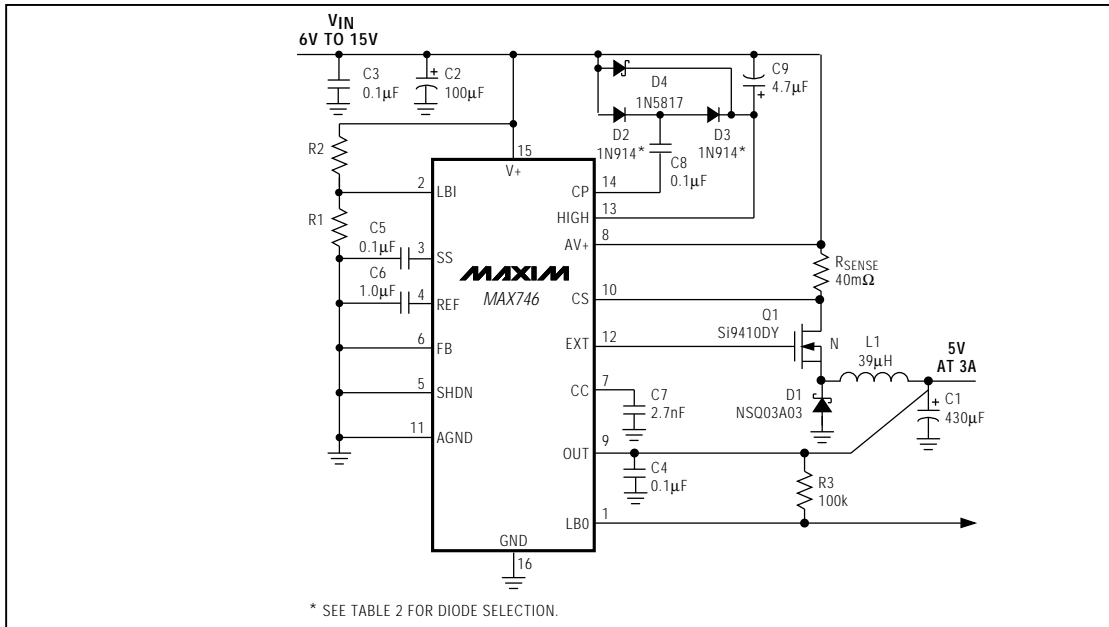 VIN
6V TO 15V
C3
0.1µF
C2
100µF
+
D4
1N5817
C9
4.7µF
+
D2
1N914*
D3
1N914*
C8
0.1µF
R2
R1
15
V+
2
LBI
14
CP
13
HIGH
8
AV+
C5
0.1µF
3
SS
C6
1.0µF
4
REF
MAXIM
MAX746
RSENSE
40mΩ
10
CS
Q1
Si9410DY
N
12
EXT
6
FB
L1
39µH
5V
AT 3A
5
SHDN
7
CC
C7
2.7nF
D1
NSQ03A03
+
C1
430µF
11
AGND
9
OUT
C4
0.1µF
R3
100k
1
LB0
GND
16
* SEE TABLE 2 FOR DIODE SELECTION.